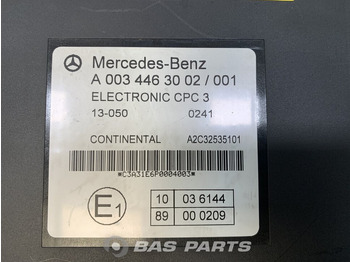 Mercedes-Benz
A 003 446 30 02 / 001
ELECTRONIC CPC 3
13-050 0241
CONTINENTAL A2C32535101
*C3A31E6P0004003*
E1
10 03 6144
89 00 0209
BAS PARTS